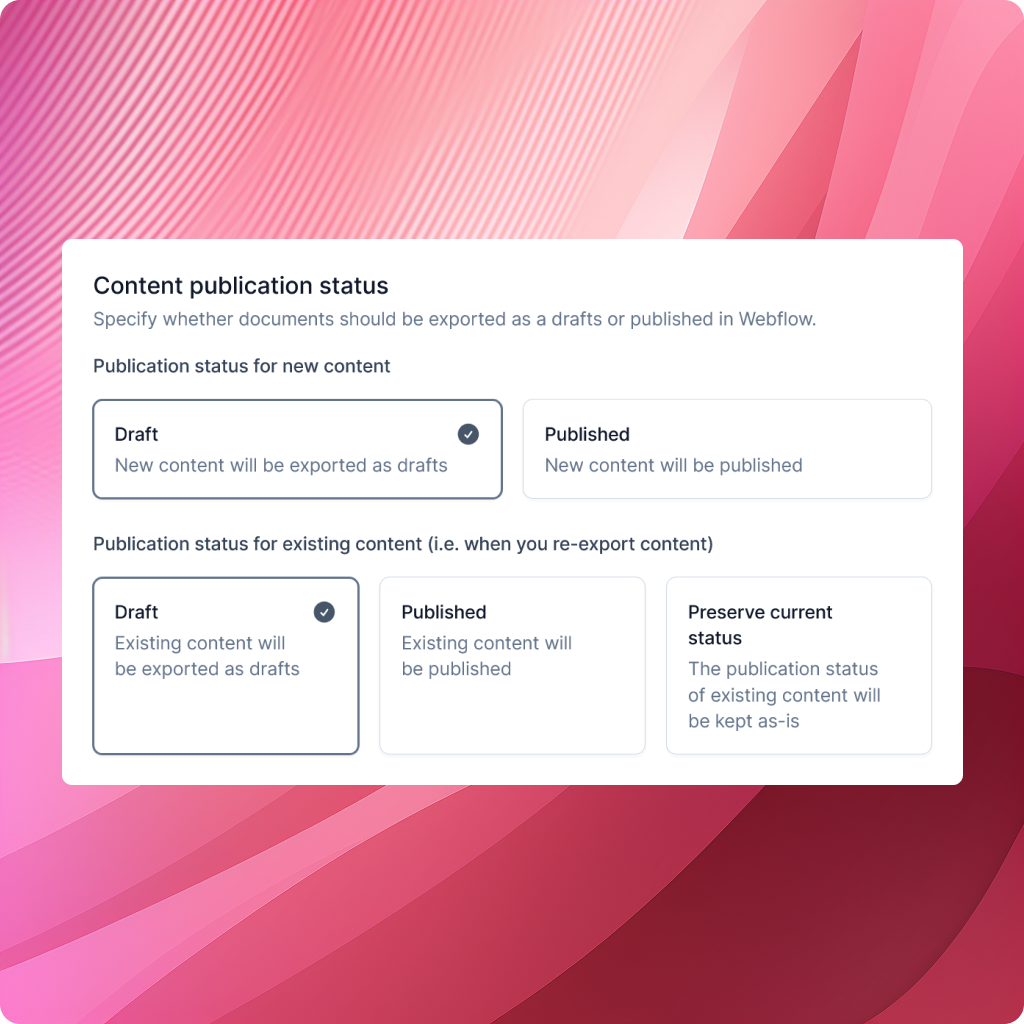 Content publication status
Specify whether documents should be exported as a drafts or published in Webflow.
Publication status for new content
Draft
New content will be exported as drafts
Published
New content will be published
Publication status for existing content (i.e. when you re-export content)
Draft
Existing content will
be exported as drafts
Published
Existing content will
be published
Preserve current
status
The publication status
of existing content will
be kept as-is